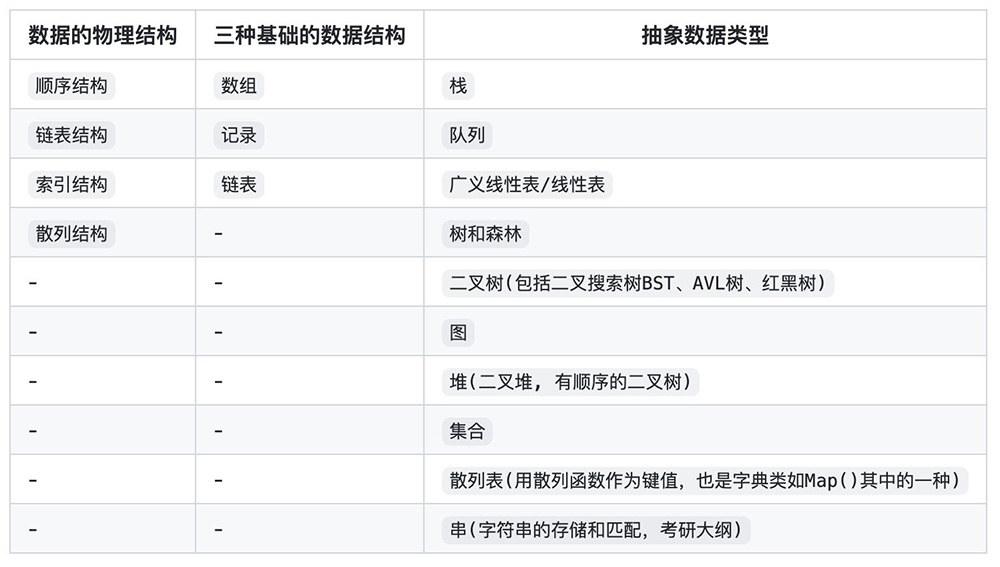 数据的物理结构 三种基础的数据结构 抽象数据类型
顺序结构 数组 栈
链表结构 记录 队列
索引结构 链表 广义线性表/线性表
散列结构 - 树和森林
- - 二叉树(包括二叉搜索树BST、AVL树、红黑树)
- - 图
- - 堆(二叉堆, 有顺序的二叉树)
- - 集合
- - 散列表(用散列函数作为键值，也是字典类如Map()其中的一种)
- - 串(字符串的存储和匹配，考研大纲)